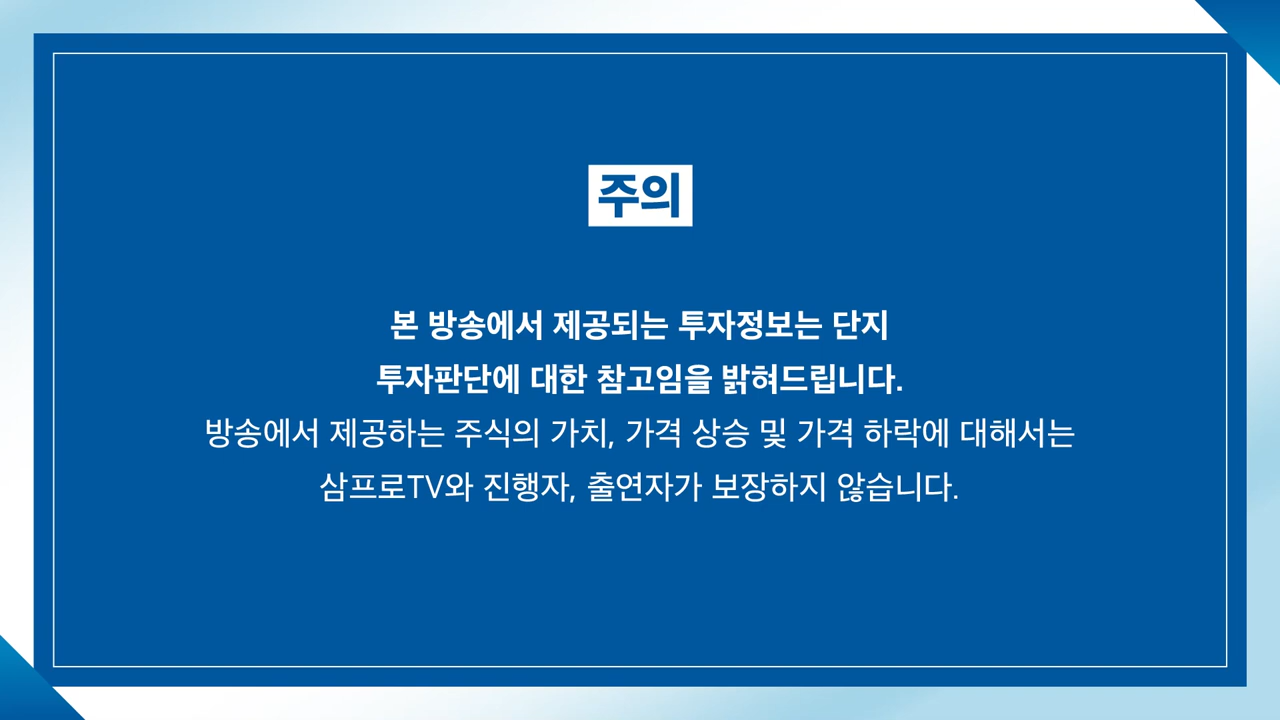 주의
본 방송에서 제공되는 투자정보는 단지
투자판단에 대한 참고임을 밝혀드립니다.
방송에서 제공하는 주식의 가치, 가격 상승 및 가격 하락에 대해서는
삼프로TV와 진행자, 출연자가 보장하지 않습니다.